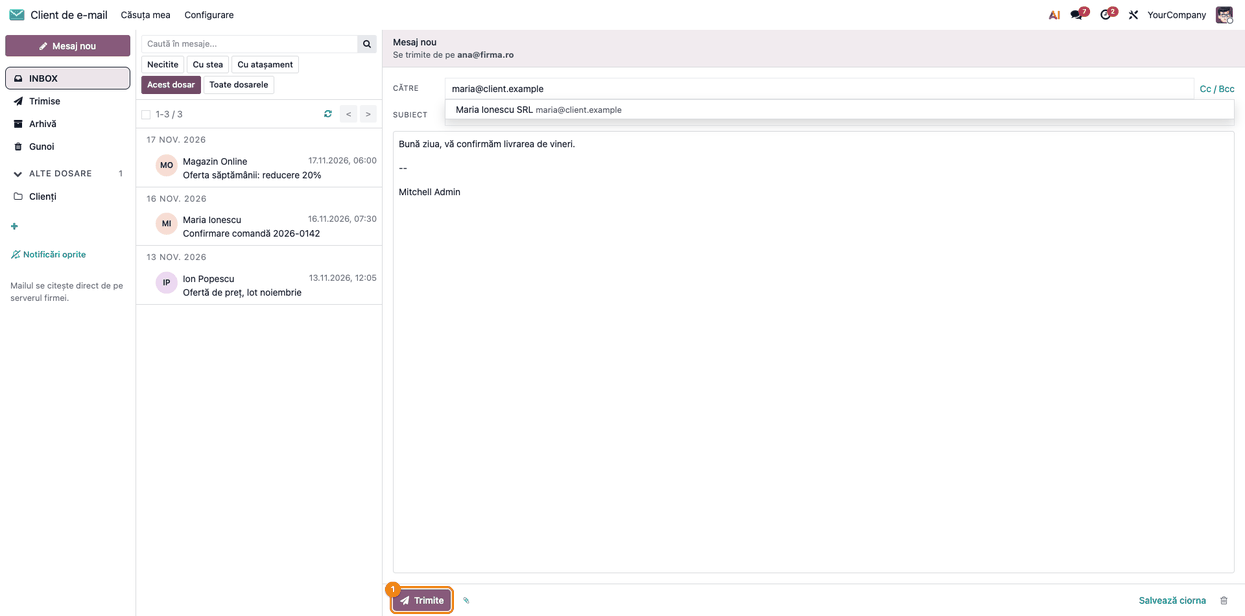 Client de e-mail Căsuța mea Configurare AI 7 2 YourCompany
Mesaj nou
INBOX
Trimise
Arhivă
Gunoi
ALTE DOSARE 1
Clienți
+
Notificări oprite
Mailul se citește direct de pe
serverul firmei.
Caută în mesaje...
Necitite Cu stea Cu atașament
Acest dosar Toate dosarele
1-3 / 3 < >
17 NOV. 2026
MO Magazin Online 17.11.2026, 06:00
Oferta săptămânii: reducere 20%
16 NOV. 2026
MI Maria Ionescu 16.11.2026, 07:30
Confirmare comandă 2026-0142
13 NOV. 2026
IP Ion Popescu 13.11.2026, 12:05
Ofertă de preț, lot noiembrie
Mesaj nou
Se trimite de pe ana@firma.ro
CĂTRE maria@client.example Cc / Bcc
Maria Ionescu SRL maria@client.example
SUBIECT
Bună ziua, vă confirmăm livrarea de vineri.
--
Mitchell Admin
1
Trimite Salvează ciorna